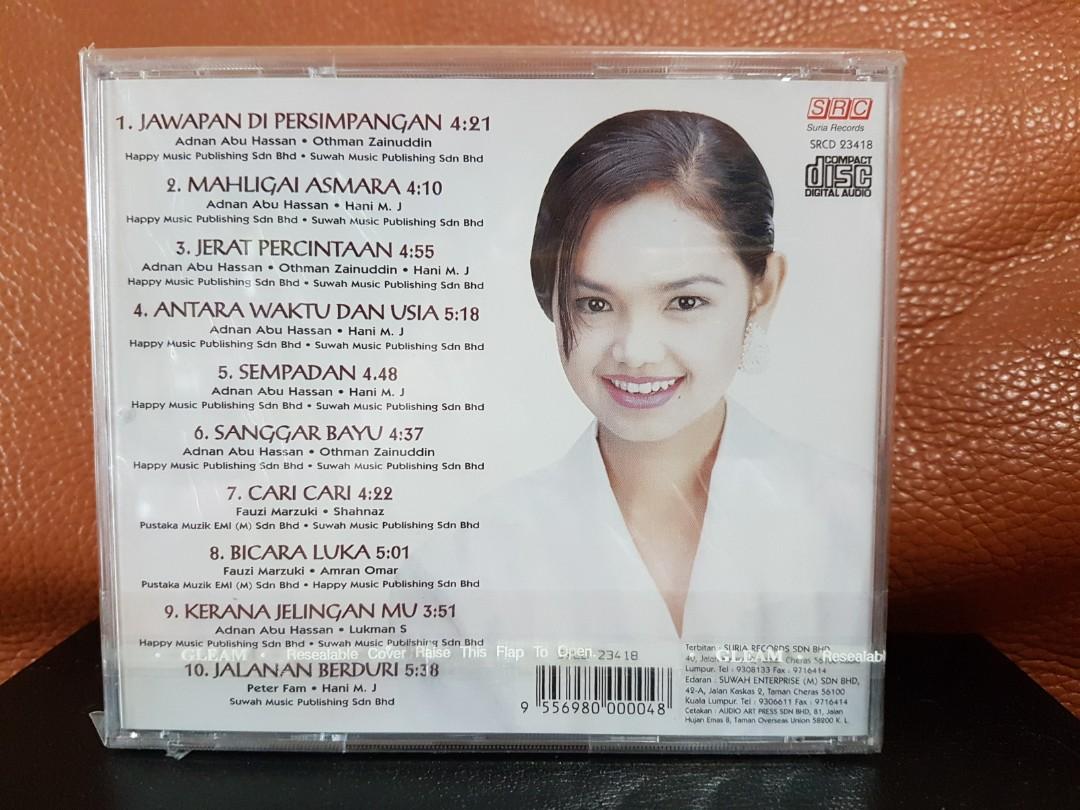 1. JAWAPAN DI PERSIMPANGAN 4:21
Adnan Abu Hassan • Othman Zainuddin
Happy Music Publishing Sdn Bhd • Suwah Music Publishing Sdn Bhd
2. MAHLIGAI ASMARA 4:10
Adnan Abu Hassan • Hani M. J
Happy Music Publishing Sdn Bhd • Suwah Music Publishing Sdn Bhd
3. JERAT PERCINTAAN 4:55
Adnan Abu Hassan • Othman Zainuddin • Hani M. J
Happy Music Publishing Sdn Bhd • Suwah Music Publishing Sdn Bhd
4. ANTARA WAKTU DAN USIA 5:18
Adnan Abu Hassan • Hani M. J
Happy Music Publishing Sdn Bhd • Suwah Music Publishing Sdn Bhd
5. SEMPADAN 4.48
Adnan Abu Hassan • Hani M. J
Happy Music Publishing Sdn Bhd • Suwah Music Publishing Sdn Bhd
6. SANGGAR BAYU 4:37
Adnan Abu Hassan • Othman Zainuddin
Happy Music Publishing Sdn Bhd • Suwah Music Publishing Sdn Bhd
7. CARI CARI 4:22
Fauzi Marzuki • Shahnaz
Pustaka Muzik EMI (M) Sdn Bhd • Suwah Music Publishing Sdn Bhd
8. BICARA LUKA 5:01
Fauzi Marzuki • Amran Omar
Pustaka Muzik EMI (M) Sdn Bhd • Happy Music Publishing Sdn Bhd
9. KERANA JELINGAN MU 3:51
Adnan Abu Hassan • Lukman S
Happy Music Publishing Sdn Bhd • Suwah Music Publishing Sdn Bhd
• GLEAM • Resealable Cover Raise This Flap To Open • GLEAM • Resealab
10. JALANAN BERDURI 5:38
Peter Fam • Hani M. J
Suwah Music Publishing Sdn Bhd
SRC
Suria Records
SRCD 23418
COMPACT
disc
DIGITAL AUDIO
SRCD 23418
9 556980 000048
Terbitan : SURIA RECORDS SDN BHD
40, Jalan Cheras 56
Lumpur. Tel : 9308133 Fax : 9716414
Edaran : SUWAH ENTERPRISE (M) SDN BHD,
42-A, Jalan Kaskas 2, Taman Cheras 56100
Kuala Lumpur. Tel : 9306611 Fax : 9716414
Cetakan : AUDIO ART PRESS SDN BHD, 81, Jalan
Hujan Emas 8, Taman Overseas Union 58200 K. L.